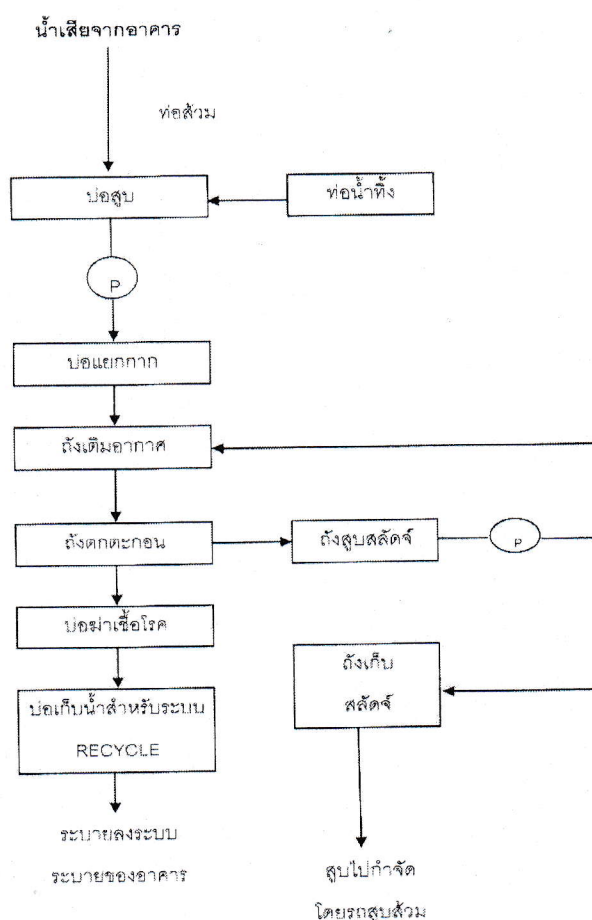 น้ำเสียจากอาคาร
ท่อส้วม
บ่อสูบ
ท่อน้ำทิ้ง
P
บ่อแยกกาก
ถังเติมอากาศ
ถังตกตะกอน
ถังสูบสลัดจ์
P
บ่อฆ่าเชื้อโรค
ถังเก็บ
สลัดจ์
บ่อเก็บน้ำสำหรับระบบ
RECYCLE
ระบายลงระบบ
ระบายของอาคาร
สูบไปกำจัด
โดยรถสูบส้วม